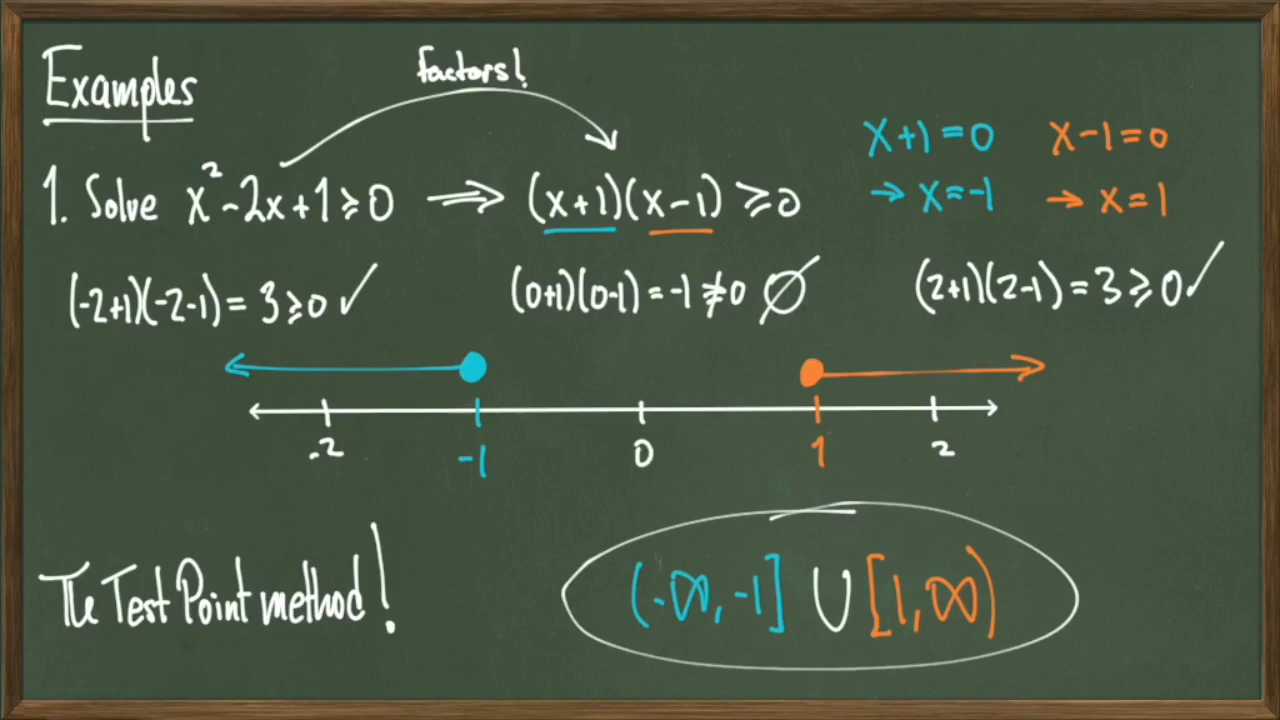 Examples
factors!
x+1=0 x-1=0
1. Solve x²-2x+1≥0 ⟹ (x+1)(x-1)≥0 → x=-1 → x=1
(-2+1)(-2-1)=3≥0 ✓ (0+1)(0-1)=-1≱0 ∅ (2+1)(2-1)=3≥0 ✓
-2 -1 0 1 2
The Test Point method!
(-∞,-1] ∪ [1,∞)